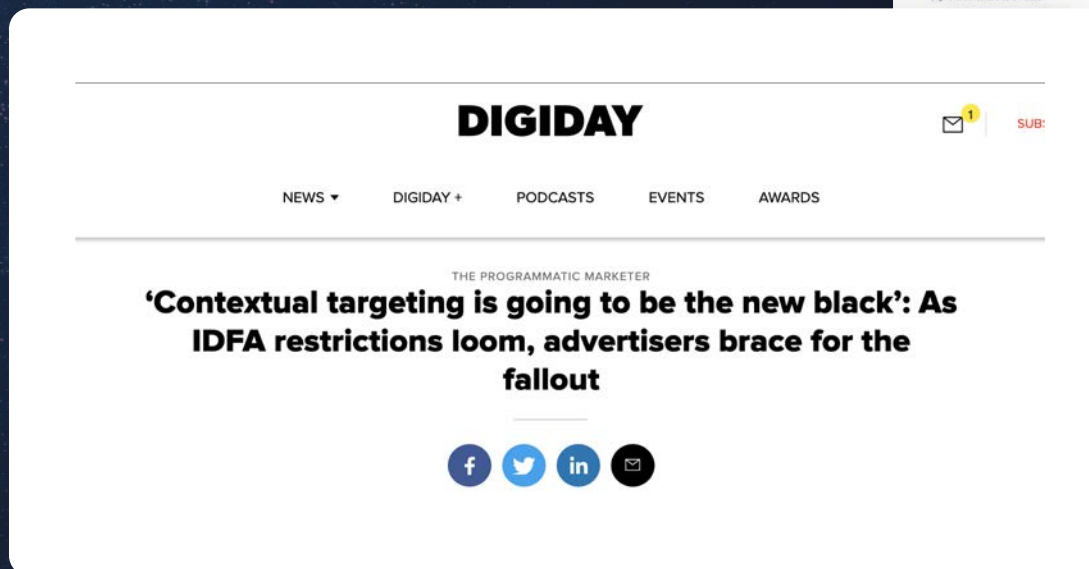 DIGIDAY
1
NEWS
DIGIDAY +
PODCASTS
EVENTS
AWARDS
THE PROGRAMMATIC MARKETER
‘Contextual targeting is going to be the new black’: As
IDFA restrictions loom, advertisers brace for the
fallout
f
in